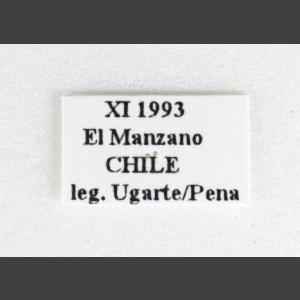 XI 1993
El Manzano
CHILE
leg. Ugarte/Pena